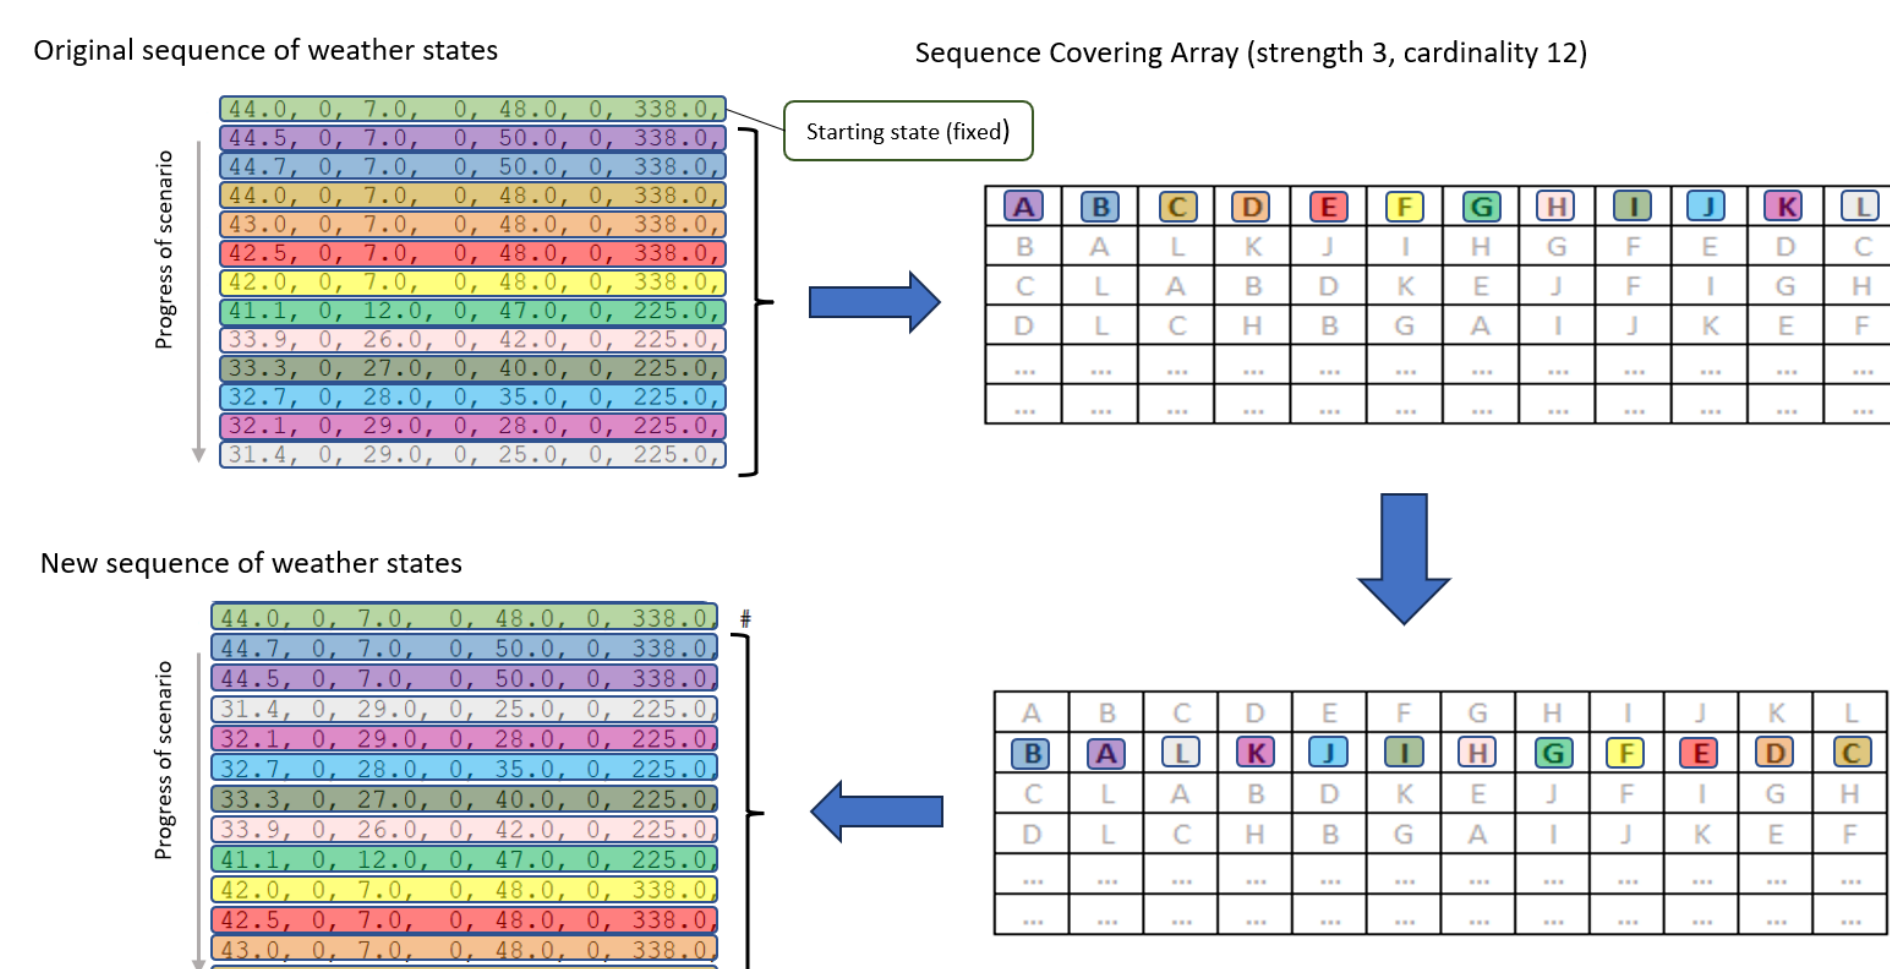 Original sequence of weather states
44.0, 0, 7.0, 0, 48.0, 0, 338.0,
44.5, 0, 7.0, 0, 50.0, 0, 338.0,
44.7, 0, 7.0, 0, 50.0, 0, 338.0,
44.0, 0, 7.0, 0, 48.0, 0, 338.0,
43.0, 0, 7.0, 0, 48.0, 0, 338.0,
42.5, 0, 7.0, 0, 48.0, 0, 338.0,
42.0, 0, 7.0, 0, 48.0, 0, 338.0,
41.1, 0, 12.0, 0, 47.0, 0, 225.0,
33.9, 0, 26.0, 0, 42.0, 0, 225.0,
33.3, 0, 27.0, 0, 40.0, 0, 225.0,
32.7, 0, 28.0, 0, 35.0, 0, 225.0,
32.1, 0, 29.0, 0, 28.0, 0, 225.0,
31.4, 0, 29.0, 0, 25.0, 0, 225.0,
Progress of scenario
Starting state (fixed)
Sequence Covering Array (strength 3, cardinality 12)
A B C D E F G H I J K L
B A L K J I H G F E D C
C L A B D K E J F I G H
D L C H B G A I J K E F
... ... ... ... ... ... ... ... ... ... ... ...
... ... ... ... ... ... ... ... ... ... ... ...
New sequence of weather states
44.0, 0, 7.0, 0, 48.0, 0, 338.0, #
44.7, 0, 7.0, 0, 50.0, 0, 338.0,
44.5, 0, 7.0, 0, 50.0, 0, 338.0,
31.4, 0, 29.0, 0, 25.0, 0, 225.0,
32.1, 0, 29.0, 0, 28.0, 0, 225.0,
32.7, 0, 28.0, 0, 35.0, 0, 225.0,
33.3, 0, 27.0, 0, 40.0, 0, 225.0,
33.9, 0, 26.0, 0, 42.0, 0, 225.0,
41.1, 0, 12.0, 0, 47.0, 0, 225.0,
42.0, 0, 7.0, 0, 48.0, 0, 338.0,
42.5, 0, 7.0, 0, 48.0, 0, 338.0,
43.0, 0, 7.0, 0, 48.0, 0, 338.0,
Progress of scenario
A B C D E F G H I J K L
B A L K J I H G F E D C
C L A B D K E J F I G H
D L C H B G A I J K E F
... ... ... ... ... ... ... ... ... ... ... ...
... ... ... ... ... ... ... ... ... ... ... ...